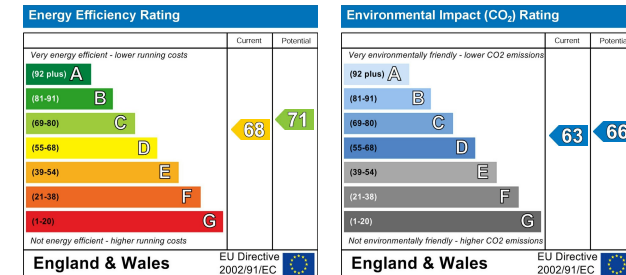 Energy Efficiency Rating
Current Potential
Very energy efficient - lower running costs
(92 plus) A
(81-91) B
(69-80) C
(55-68) D
(39-54) E
(21-38) F
(1-20) G
68
71
Not energy efficient - higher running costs
England & Wales
EU Directive
2002/91/EC
Environmental Impact (CO₂) Rating
Current Potentia
Very environmentally friendly - lower CO2 emissions
(92 plus) A
(81-91) B
(69-80) C
(55-68) D
(39-54) E
(21-38) F
(1-20) G
63
66
Not environmentally friendly - higher CO2 emissions
England & Wales
EU Directive
2002/91/EC